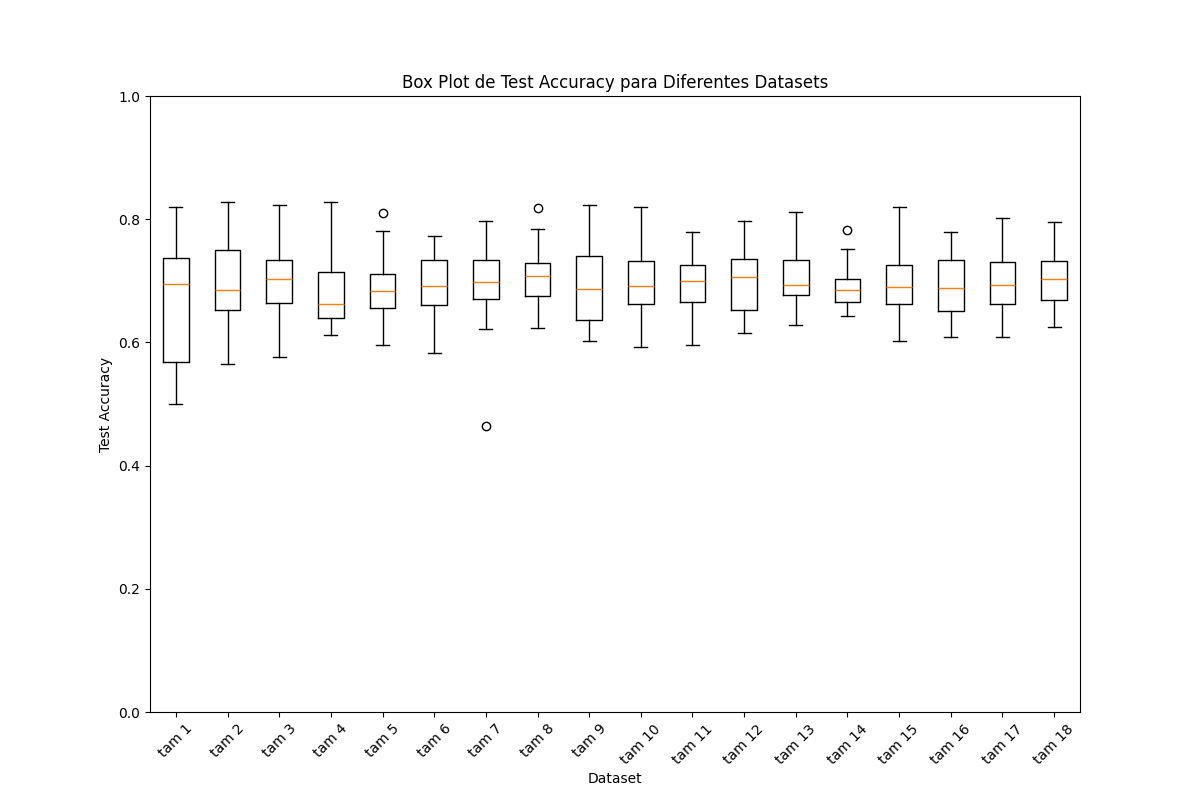 Box Plot de Test Accuracy para Diferentes Datasets
1.0
0.8
0.6
0.4
0.2
0.0
Test Accuracy
tam 1
tam 2
tam 3
tam 4
tam 5
tam 6
tam 7
tam 8
tam 9
tam 10
tam 11
tam 12
tam 13
tam 14
tam 15
tam 16
tam 17
tam 18
Dataset